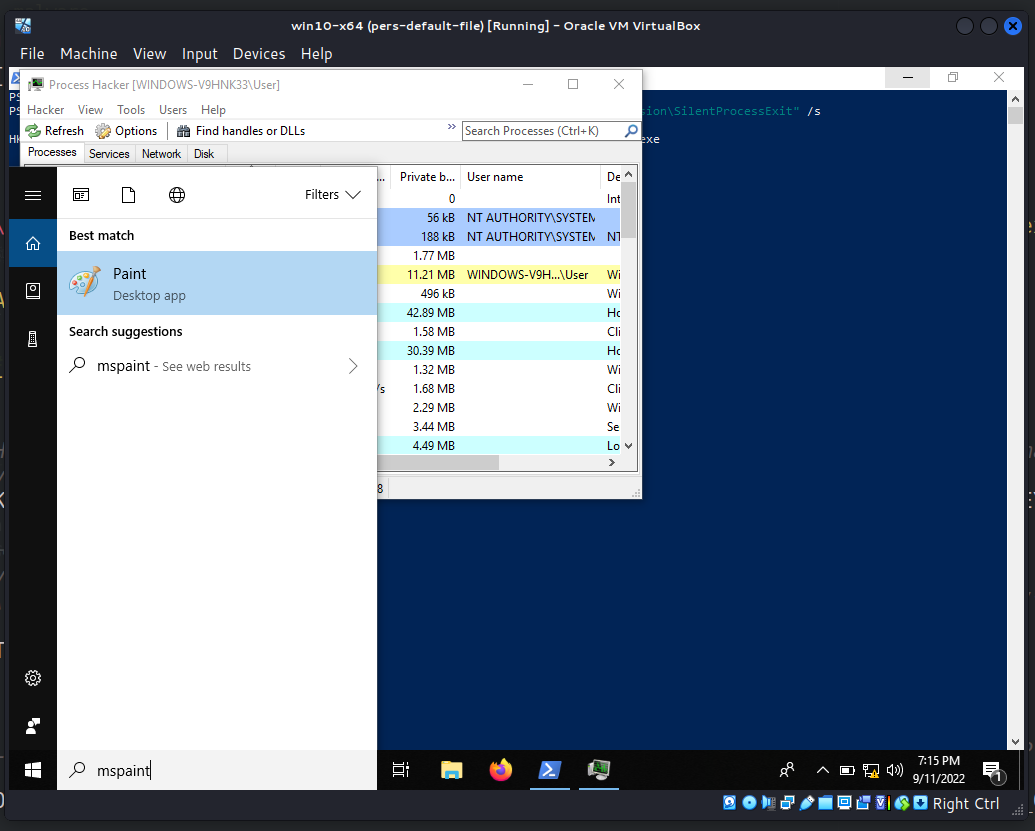 win10-x64 (pers-default-file) [Running] - Oracle VM VirtualBox
File Machine View Input Devices Help
Process Hacker [WINDOWS-V9HNK33\User]
Hacker View Tools Users Help
sion\SilentProcessExit" /s
Refresh Options Find handles or DLLs » Search Processes (Ctrl+K)
exe
Processes Services Network Disk
... Private b... User name De
Filters
0 Int
56 kB NT AUTHORITY\SYSTEM
Best match
188 kB NT AUTHORITY\SYSTEM NT
1.77 MB
Paint
11.21 MB WINDOWS-V9H...\User Wi
Desktop app
496 kB Wi
42.89 MB Ho
Search suggestions
1.58 MB Cli
30.39 MB Ho
mspaint - See web results
1.32 MB Wi
/s 1.68 MB Cli
2.29 MB Wi
3.44 MB Se
4.49 MB Lo
8
mspaint
7:15 PM
9/11/2022
1
Right Ctrl